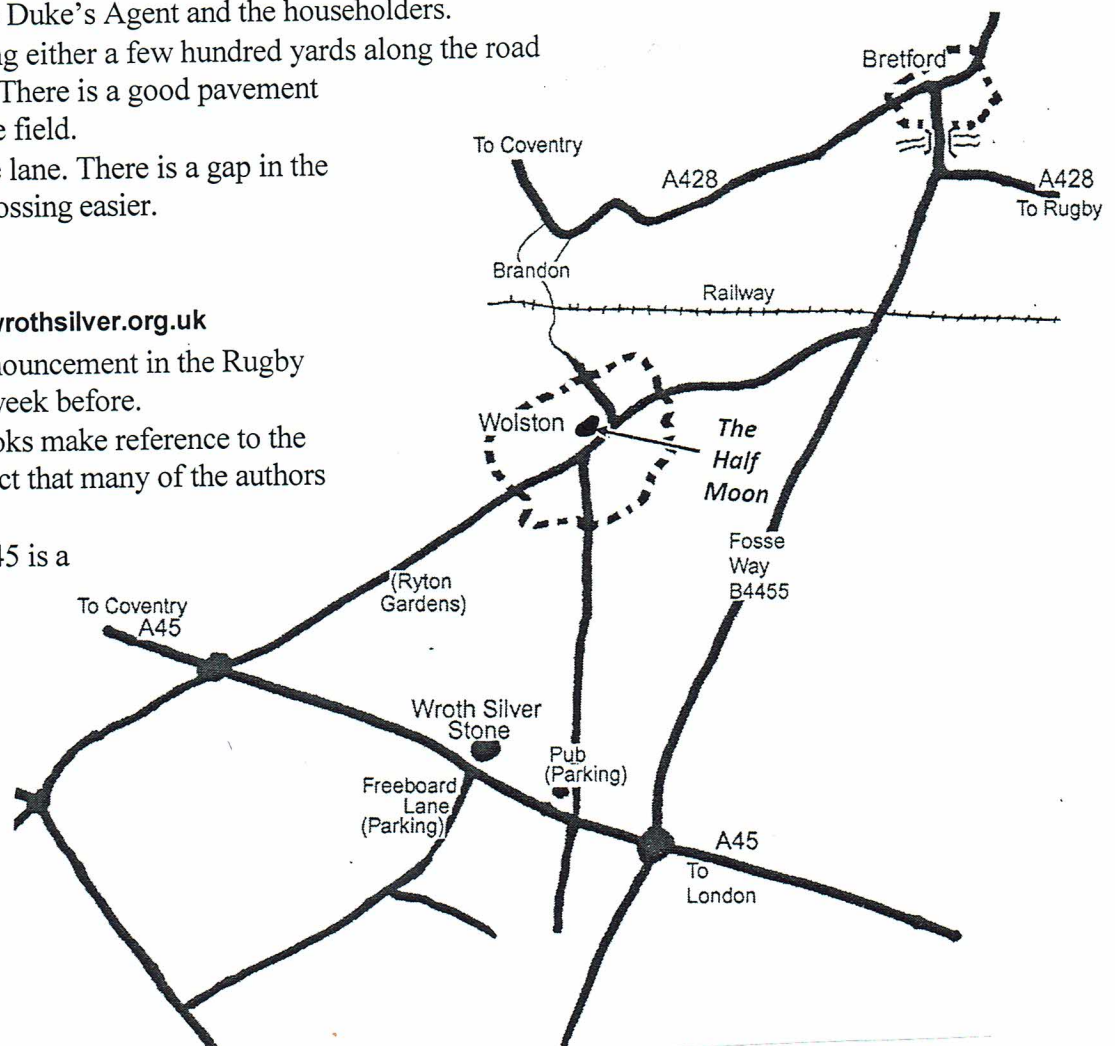 Duke's Agent and the householders.
ng either a few hundred yards along the road
There is a good pavement
e field.
e lane. There is a gap in the
ossing easier.
wrothsilver.org.uk
nouncement in the Rugby
week before.
oks make reference to the
ct that many of the authors
45 is a
Bretford
To Coventry
A428
A428
To Rugby
Brandon
Railway
Wolston
The
Half
Moon
Fosse
Way
B4455
(Ryton
Gardens)
To Coventry
A45
Wroth Silver
Stone
Pub
(Parking)
Freeboard
Lane
(Parking)
A45
To
London